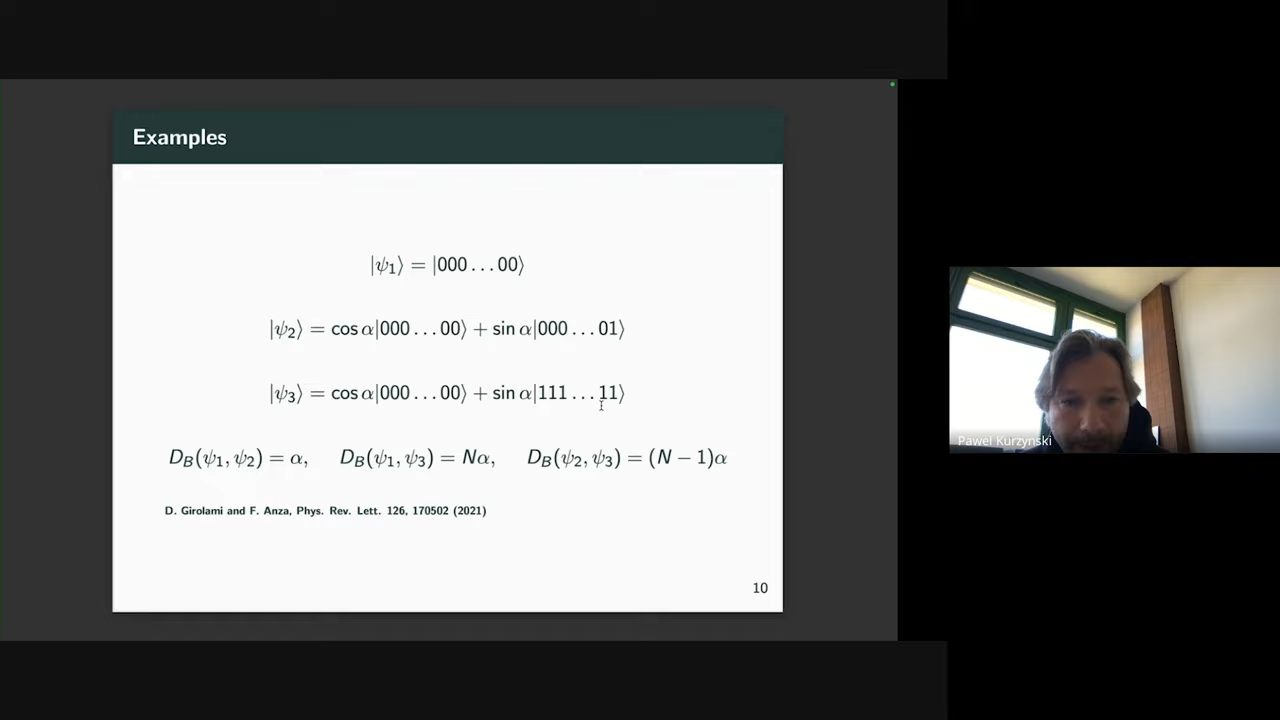 Examples
|ψ₁⟩ = |000...00⟩
|ψ₂⟩ = cos α|000...00⟩ + sin α|000...01⟩
|ψ₃⟩ = cos α|000...00⟩ + sin α|111...11⟩
D_B(ψ₁, ψ₂) = α, D_B(ψ₁, ψ₃) = Nα, D_B(ψ₂, ψ₃) = (N − 1)α
D. Girolami and F. Anza, Phys. Rev. Lett. 126, 170502 (2021)
10
Pawel Kurzynski